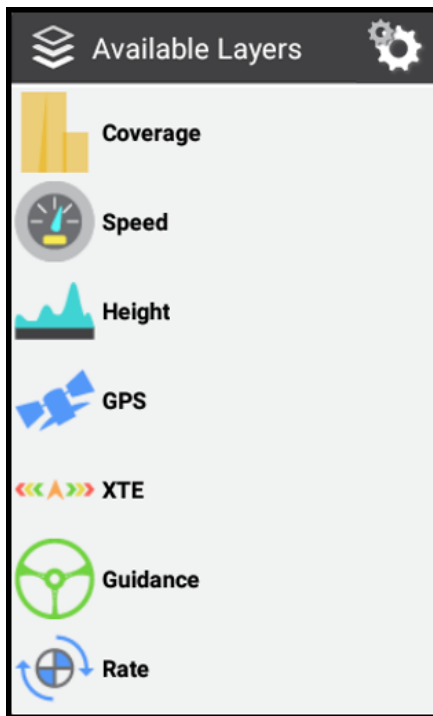 Available Layers
Coverage
Speed
Height
GPS
XTE
Guidance
Rate